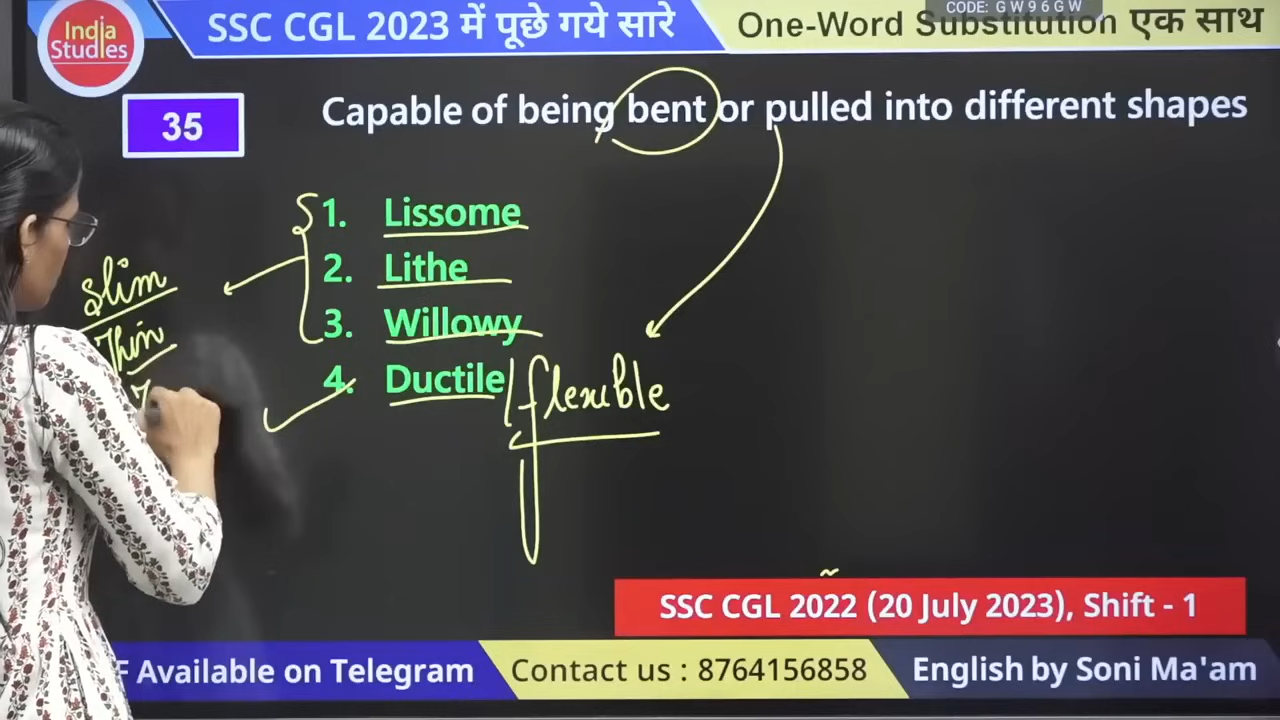 India
Studies
SSC CGL 2023 में पूछे गये सारे
CODE: GW96GW
One-Word Substitution एक साथ
35
Capable of being bent or pulled into different shapes
1. Lissome
2. Lithe
3. Willowy
4. Ductile/flexible
Slim
Thin
SSC CGL 2022 (20 July 2023), Shift - 1
F Available on Telegram
Contact us : 8764156858
English by Soni Ma'am